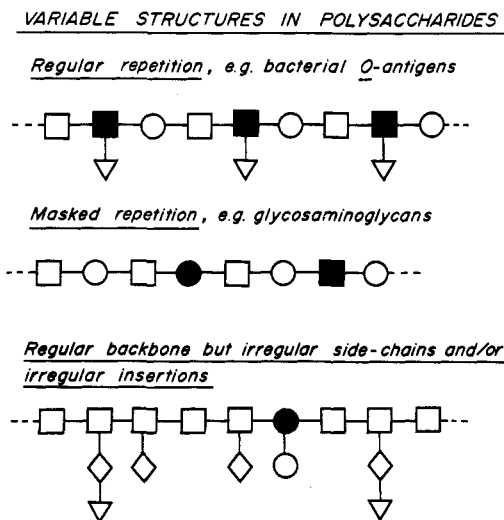 VARIABLE STRUCTURES IN POLYSACCHARIDES
Regular repetition, e.g. bacterial O-antigens
Masked repetition, e.g. glycosaminoglycans
Regular backbone but irregular side-chains and/or
irregular insertions